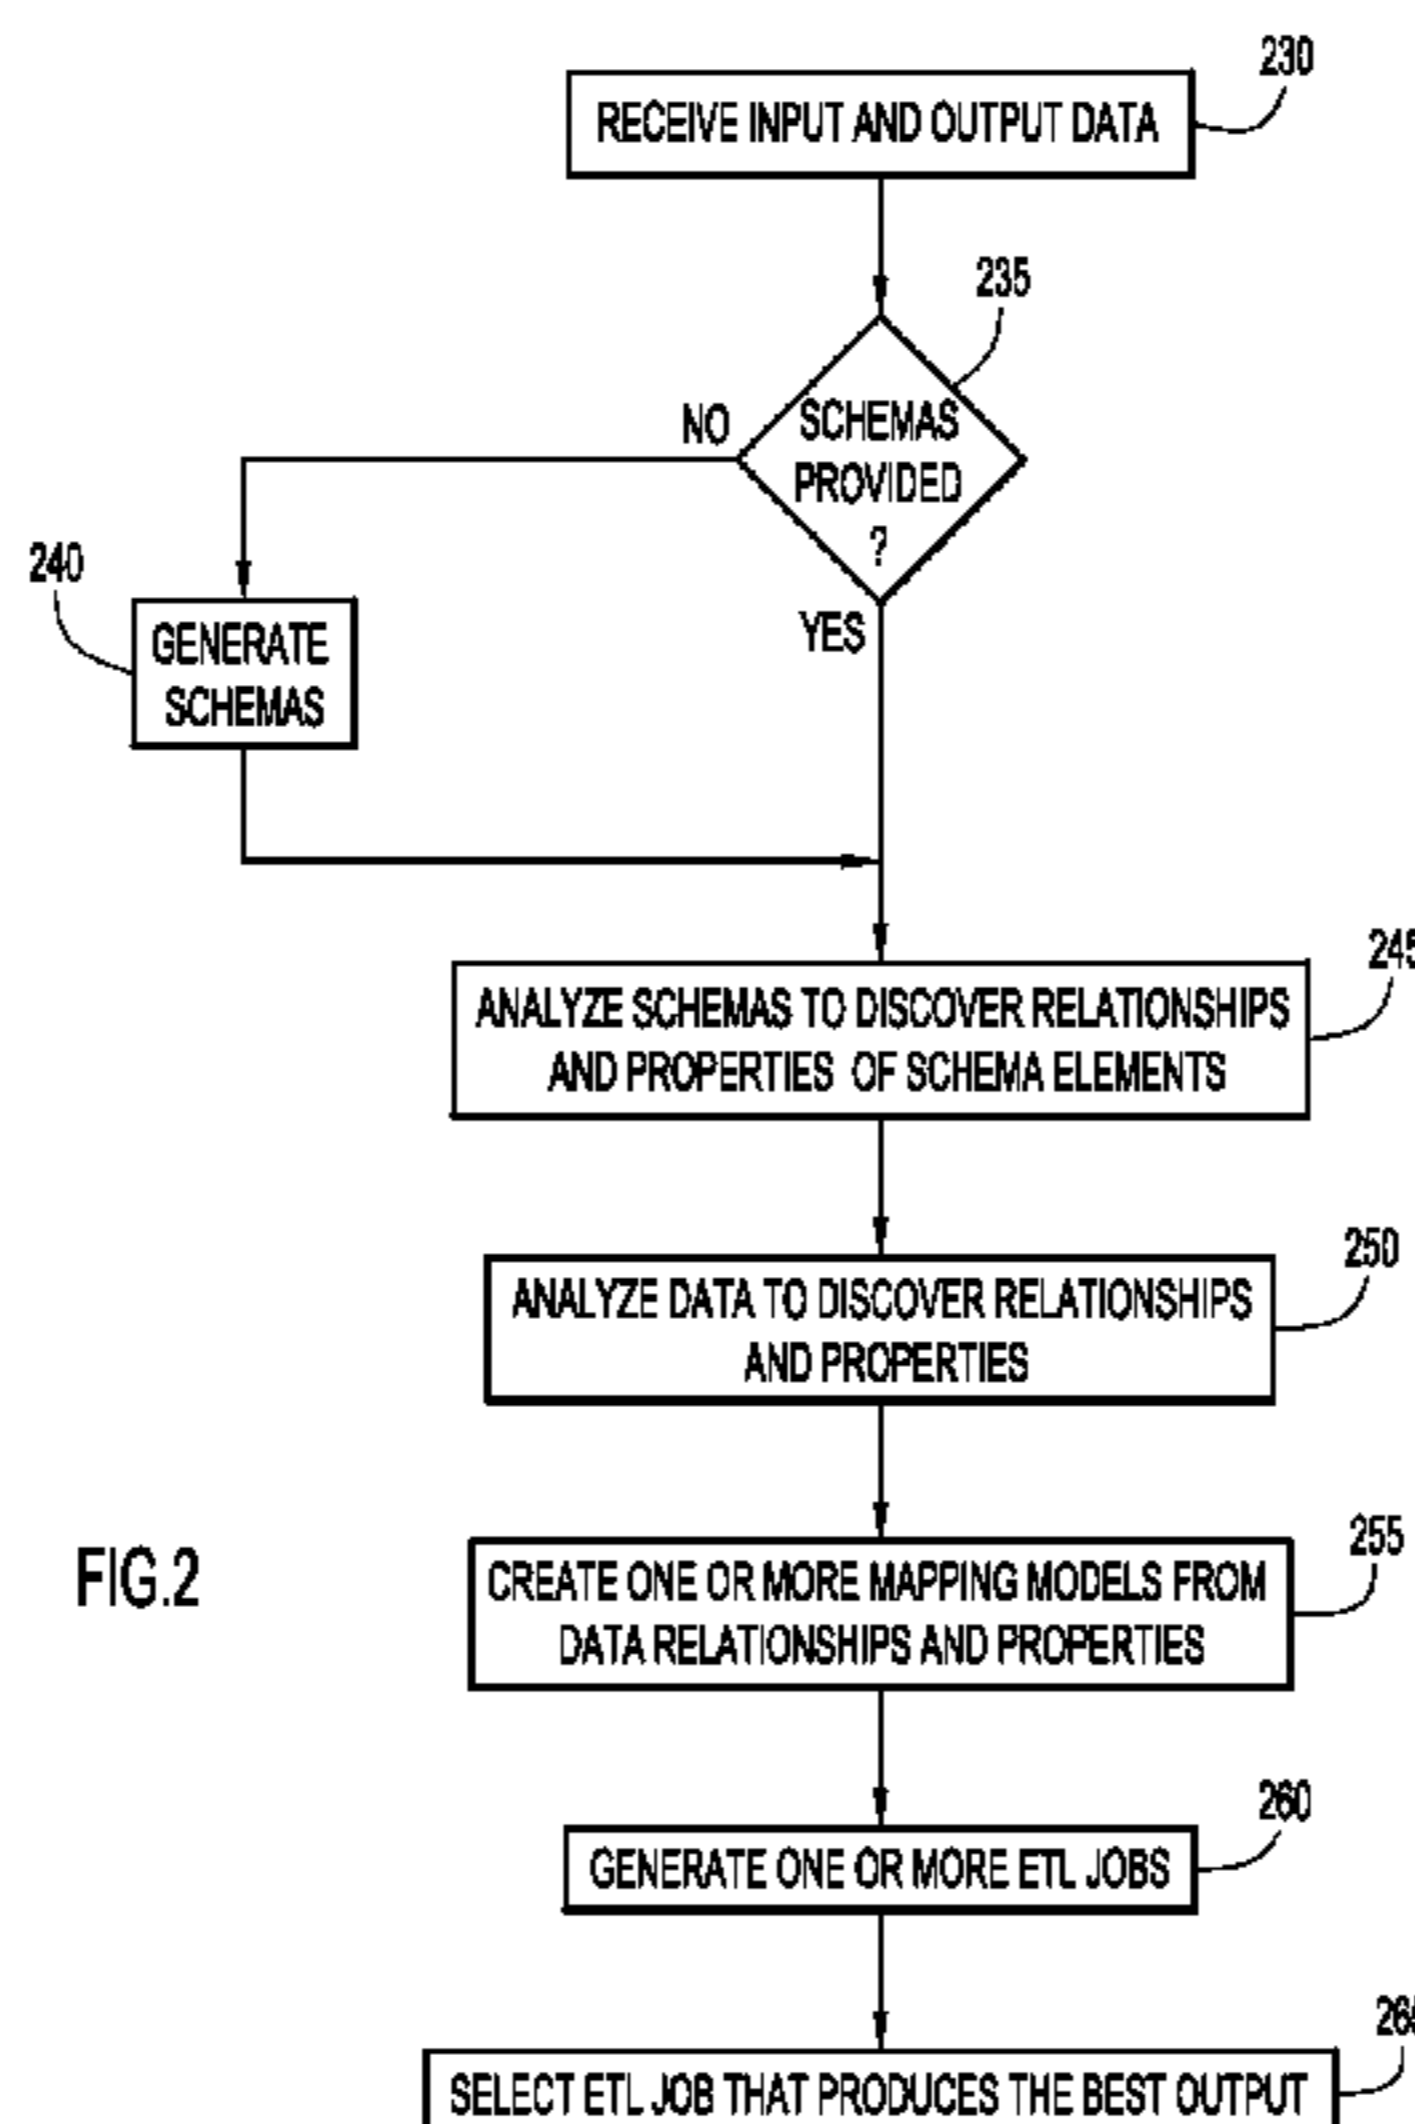 230
RECEIVE INPUT AND OUTPUT DATA
235
SCHEMAS
PROVIDED
?
NO
YES
240
GENERATE
SCHEMAS
245
ANALYZE SCHEMAS TO DISCOVER RELATIONSHIPS
AND PROPERTIES OF SCHEMA ELEMENTS
250
ANALYZE DATA TO DISCOVER RELATIONSHIPS
AND PROPERTIES
255
CREATE ONE OR MORE MAPPING MODELS FROM
DATA RELATIONSHIPS AND PROPERTIES
FIG.2
260
GENERATE ONE OR MORE ETL JOBS
SELECT ETL JOB THAT PRODUCES THE BEST OUTPUT